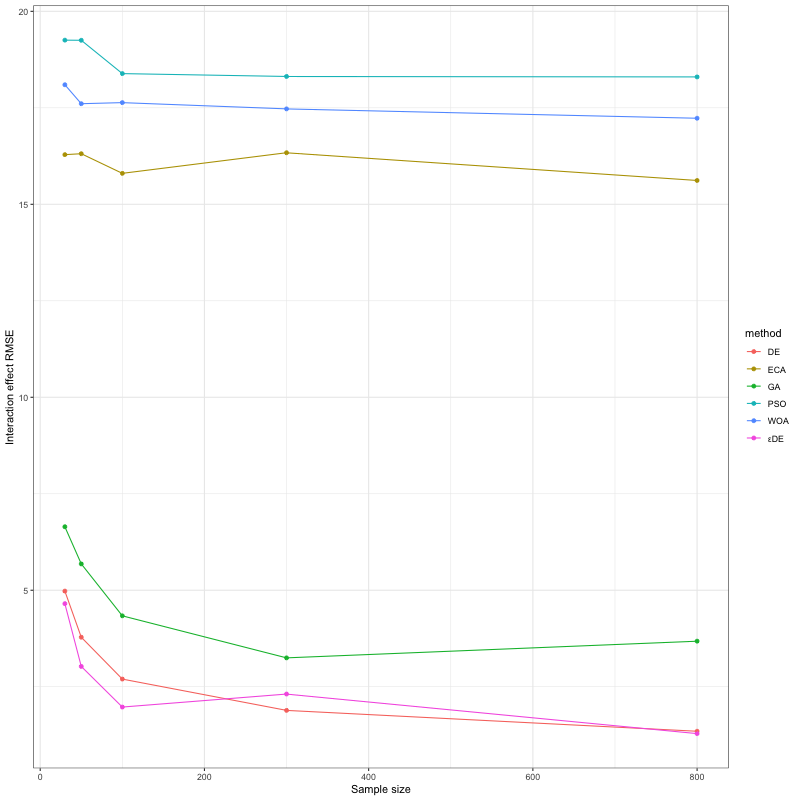 20
15
10
5
Interaction effect RMSE
0
200
400
600
800
Sample size
method
DE
ECA
GA
PSO
WOA
εDE